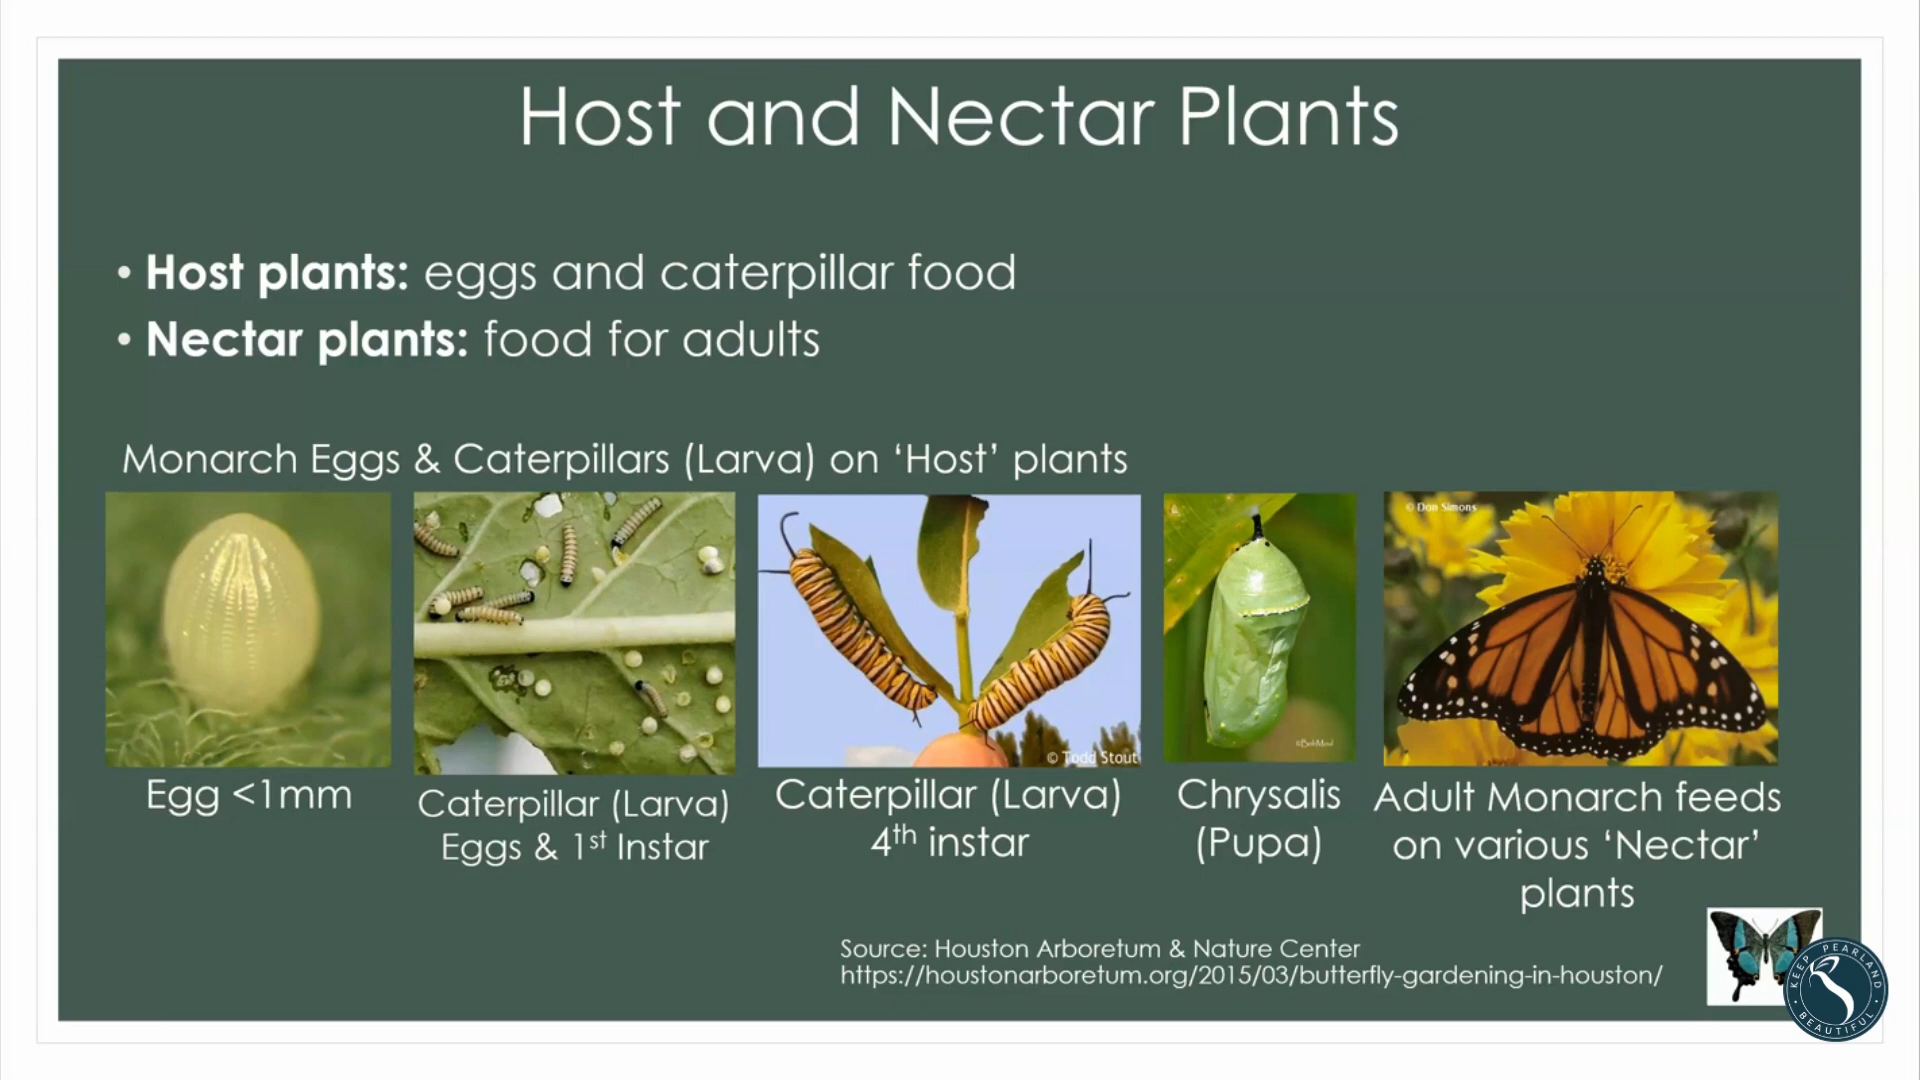 Host and Nectar Plants
• Host plants: eggs and caterpillar food
• Nectar plants: food for adults
Monarch Eggs & Caterpillars (Larva) on ‘Host’ plants
© Todd Stout
©BobMoul
© Don Simons
Egg <1mm
Caterpillar (Larva)
Eggs & 1st Instar
Caterpillar (Larva)
4th instar
Chrysalis
(Pupa)
Adult Monarch feeds
on various ‘Nectar’
plants
Source: Houston Arboretum & Nature Center
https://houstonarboretum.org/2015/03/butterfly-gardening-in-houston/
KEEP PEARLAND
BEAUTIFUL